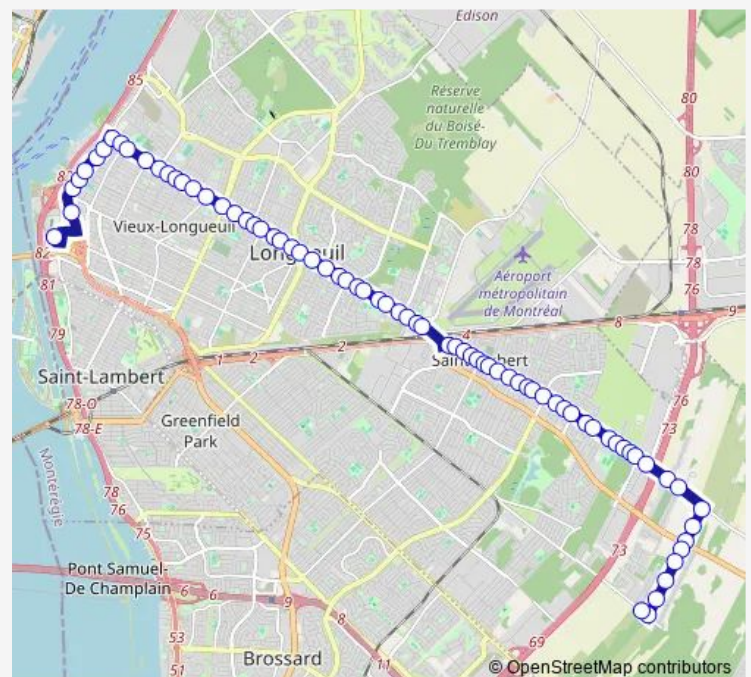 Edison
85
Réserve
naturelle
du Boisé-
Du Tremblay
80
80
8
Vieux-Longueuil
Longueuil
78
78
82
81
Aéroport
métropolitain
de Montréal
76
79
4
8
9
1
2
2
Saint-Lambert
78-O
78-E
Greenfield
Park
76
73
Montérégie
78
76
75
73
Pont Samuel-
De Champlain
6
6
9
8
53
51
Brossard
11
69
© OpenStreetMap contributors